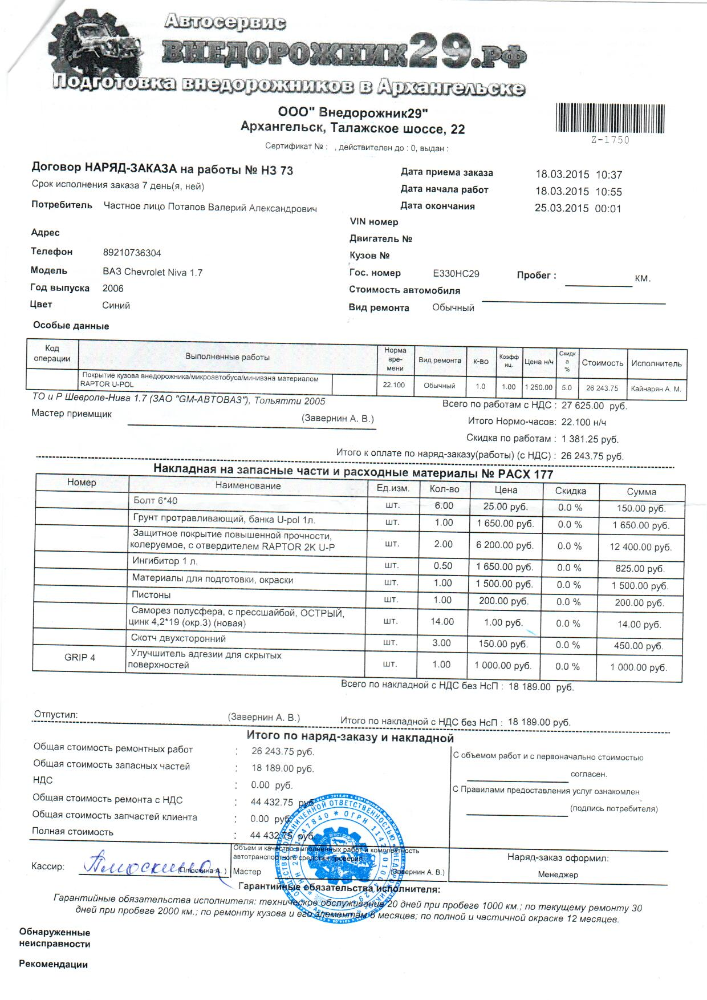 Автосервис
ВНЕДОРОЖНИК29.РФ
Подготовка внедорожников в Архангельске
ООО" Внедорожник29"
Архангельск, Талажское шоссе, 22
Z-1750
Сертификат № : , действителен до : 0, выдан :
Договор НАРЯД-ЗАКАЗА на работы № НЗ 73
Срок исполнения заказа 7 день(я, ней)
Потребитель Частное лицо Потапов Валерий Александрович
Дата приема заказа 18.03.2015 10:37
Дата начала работ 18.03.2015 10:55
Дата окончания 25.03.2015 00:01
Адрес
Телефон 89210736304
Модель ВАЗ Chevrolet Niva 1.7
Год выпуска 2006
Цвет Синий
VIN номер
Двигатель №
Кузов №
Гос. номер Е330НС29 Пробег : КМ.
Стоимость автомобиля
Вид ремонта Обычный
Особые данные
Код операции Выполненные работы Норма вре- мени Вид ремонта к-во Коэфф иц. Цена н/ч Скидк а % Стоимость Исполнитель
Покрытие кузова внедорожника/микроавтобуса/минивэна материалом RAPTOR U-POL 22.100 Обычный 1.0 1.00 1 250.00 5.0 26 243.75 Кайнарян А. М.
ТО и Р Шевроле-Нива 1.7 (ЗАО "GM-АВТОВАЗ"), Тольятти 2005
Всего по работам с НДС : 27 625.00 руб.
Мастер приемщик (Завернин А. В.)
Итого Нормо-часов: 22.100 н/ч
Скидка по работам : 1 381.25 руб.
Итого к оплате по наряд-заказу(работы) (с НДС) : 26 243.75 руб.
Накладная на запасные части и расходные материалы № РАСХ 177
Номер Наименование Ед.изм. Кол-во Цена Скидка Сумма
Болт 6*40 шт. 6.00 25.00 руб. 0.0 % 150.00 руб.
Грунт протравливающий, банка U-pol 1л. шт. 1.00 1 650.00 руб. 0.0 % 1 650.00 руб.
Защитное покрытие повышенной прочности, колеруемое, с отвердителем RAPTOR 2K U-P шт. 2.00 6 200.00 руб. 0.0 % 12 400.00 руб.
Ингибитор 1 л. шт. 0.50 1 650.00 руб. 0.0 % 825.00 руб.
Материалы для подготовки, окраски шт. 1.00 1 500.00 руб. 0.0 % 1 500.00 руб.
Пистоны шт. 1.00 200.00 руб. 0.0 % 200.00 руб.
Саморез полусфера, с прессшайбой, ОСТРЫЙ, цинк 4,2*19 (окр.3) (новая) шт. 14.00 1.00 руб. 0.0 % 14.00 руб.
Скотч двухсторонний шт. 3.00 150.00 руб. 0.0 % 450.00 руб.
GRIP 4 Улучшитель адгезии для скрытых поверхностей шт. 1.00 1 000.00 руб. 0.0 % 1 000.00 руб.
Всего по накладной с НДС без НсП : 18 189.00 руб.
Отпустил: (Завернин А. В.) Итого по накладной с НДС без НсП : 18 189.00 руб.
Итого по наряд-заказу и накладной
Общая стоимость ремонтных работ : 26 243.75 руб.
Общая стоимость запасных частей : 18 189.00 руб.
НДС : 0.00 руб.
Общая стоимость ремонта с НДС : 44 432.75 руб.
Общая стоимость запчастей клиента : 0.00 руб.
Полная стоимость : 44 432.75 руб.
С объемом работ и с первоначально стоимостью
согласен.
С Правилами предоставления услуг ознакомлен
(подпись потребителя)
Кассир: (Плюскина А. )
Объем и качество выполненных работ и комплектность
автотранспортного средства проверил
Мастер (Завернин А. В.)
Наряд-заказ оформил:
Менеджер
Гарантийные обязательства исполнителя:
Гарантийные обязательства исполнителя: техническое обслуживание 20 дней при пробеге 1000 км.; по текущему ремонту 30
дней при пробеге 2000 км.; по ремонту кузова и его элементам 6 месяцев; по полной и частичной окраске 12 месяцев.
Обнаруженные
неисправности
Рекомендации